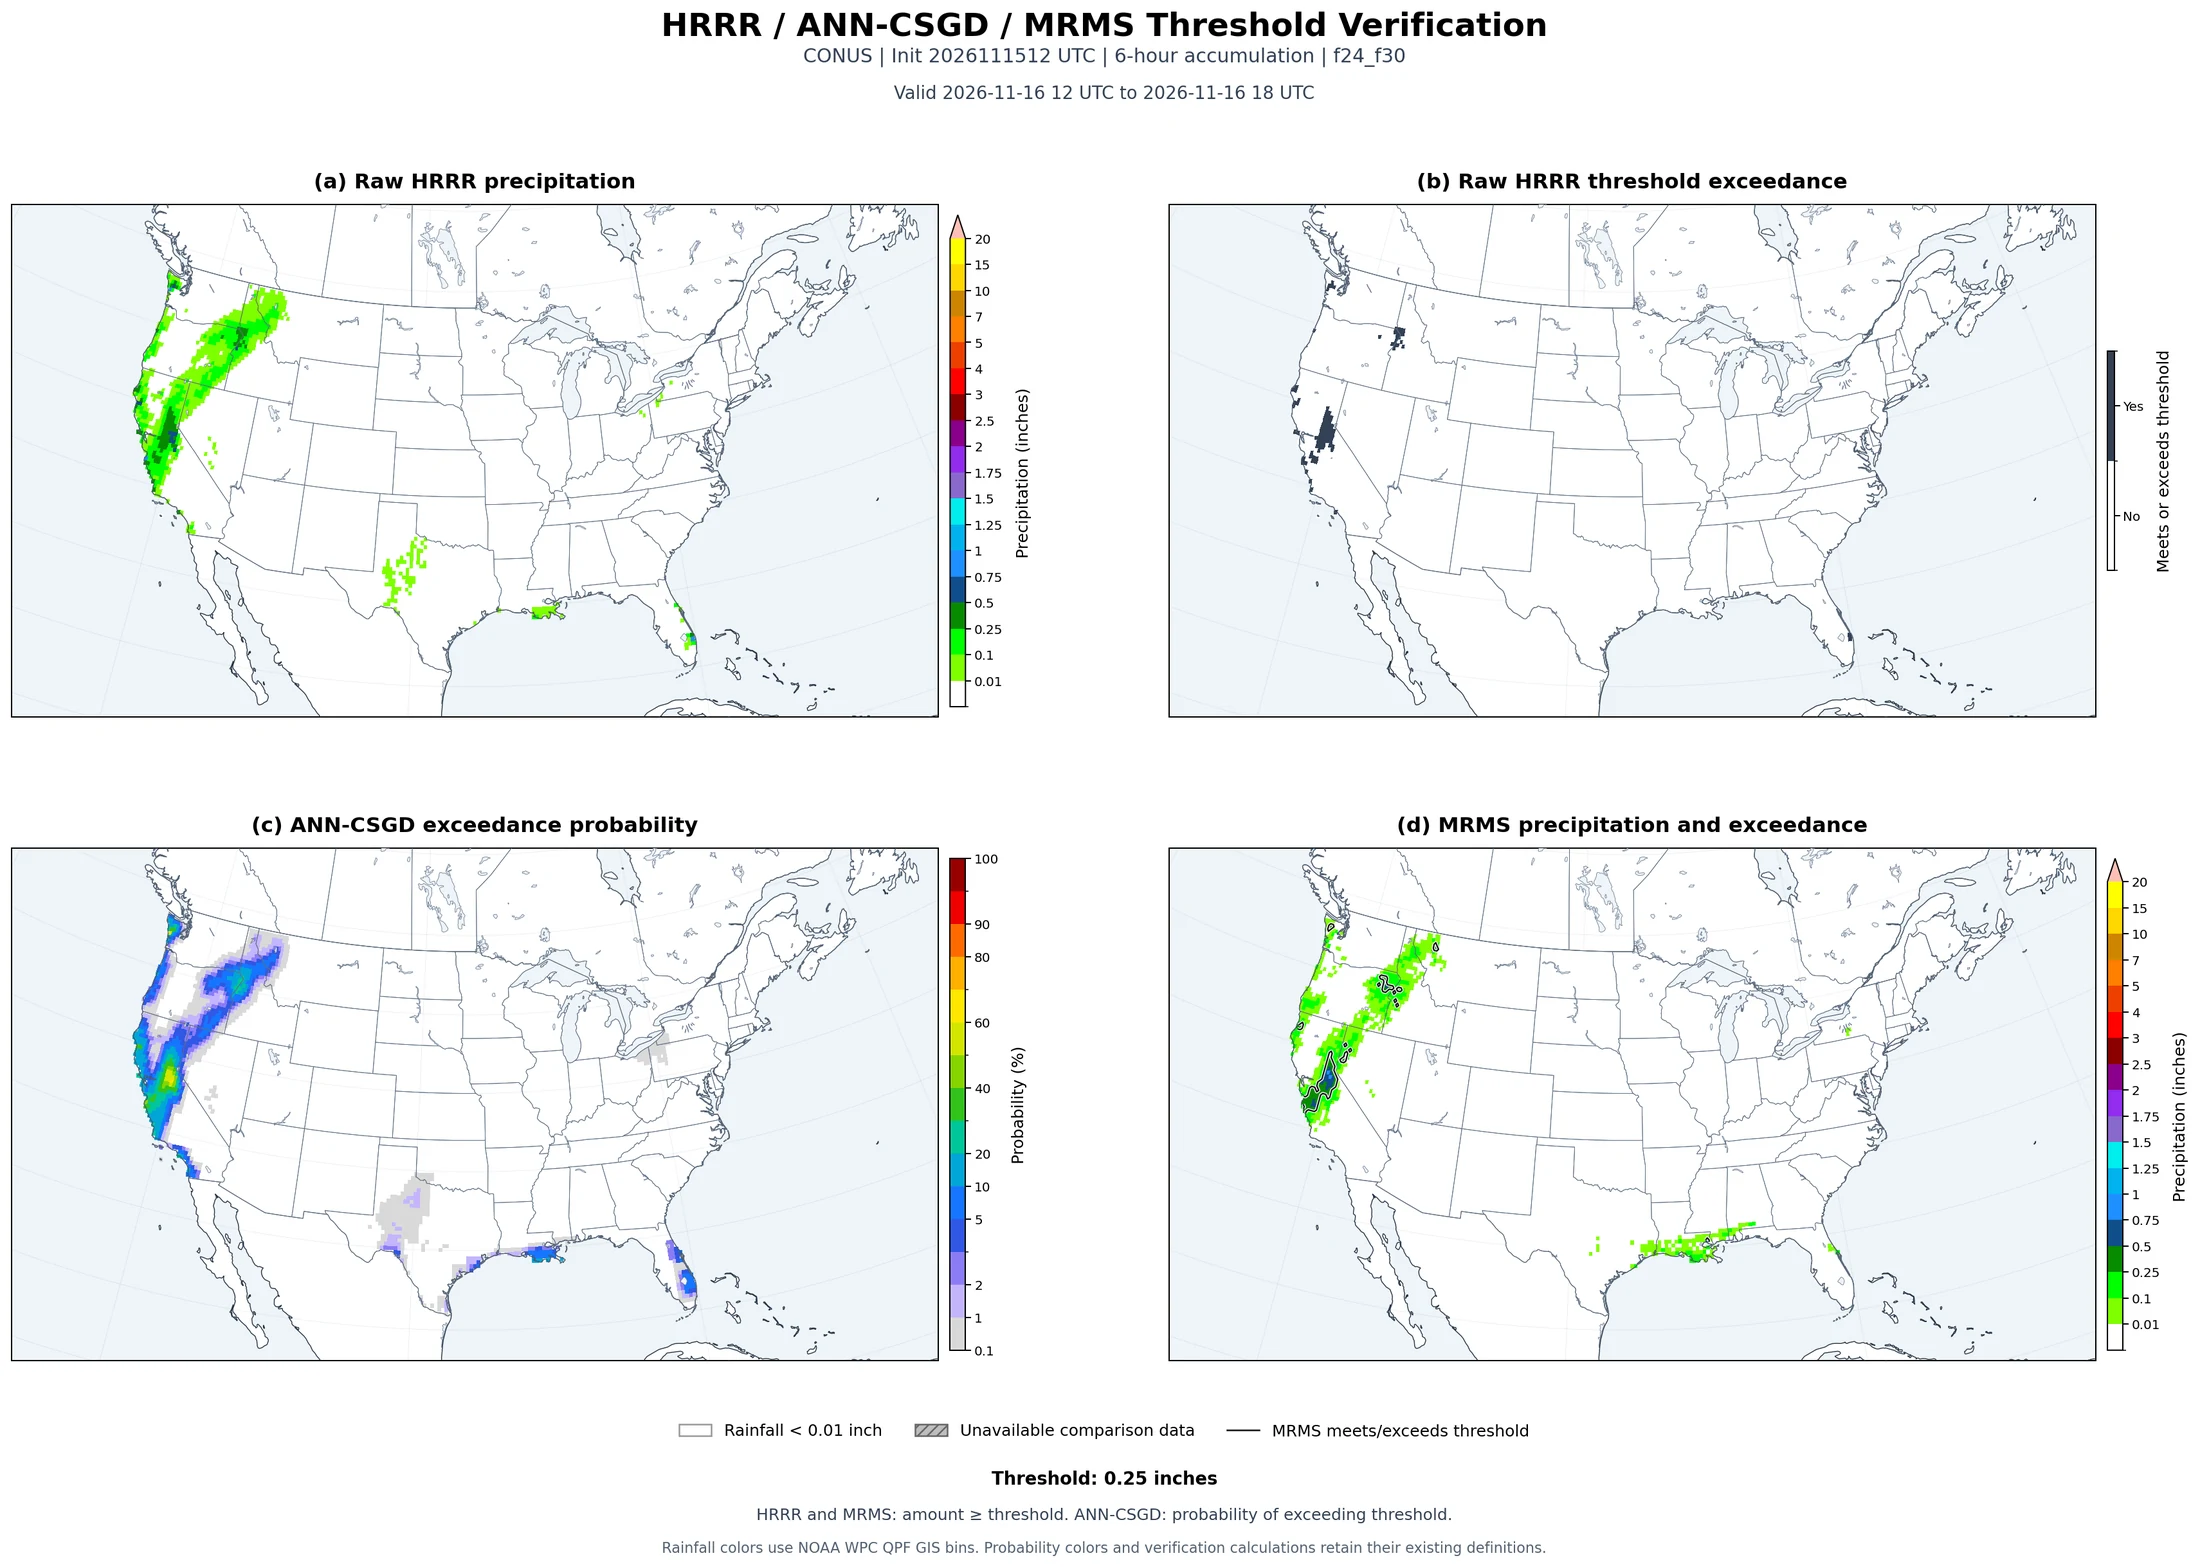 HRRR / ANN-CSGD / MRMS Threshold Verification
CONUS | Init 2026111512 UTC | 6-hour accumulation | f24_f30
Valid 2026-11-16 12 UTC to 2026-11-16 18 UTC
(a) Raw HRRR precipitation
20
15
10
7
5
4
3
2.5
2
1.75
1.5
1.25
1
0.75
0.5
0.25
0.1
0.01
Precipitation (inches)
(b) Raw HRRR threshold exceedance
Yes
No
Meets or exceeds threshold
(c) ANN-CSGD exceedance probability
100
90
80
60
40
20
10
5
2
1
0.1
Probability (%)
(d) MRMS precipitation and exceedance
20
15
10
7
5
4
3
2.5
2
1.75
1.5
1.25
1
0.75
0.5
0.25
0.1
0.01
Precipitation (inches)
Rainfall < 0.01 inch
Unavailable comparison data
MRMS meets/exceeds threshold
Threshold: 0.25 inches
HRRR and MRMS: amount ≥ threshold. ANN-CSGD: probability of exceeding threshold.
Rainfall colors use NOAA WPC QPF GIS bins. Probability colors and verification calculations retain their existing definitions.